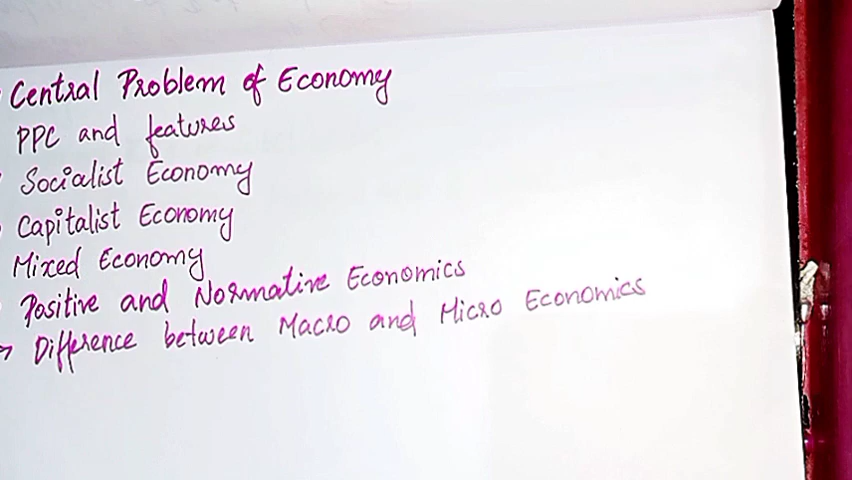 Central Problem of Economy
PPC and features
Socialist Economy
Capitalist Economy
Mixed Economy
Positive and Normative Economics
→ Difference between Macro and Micro Economics